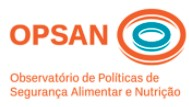 OPSAN
Observatório de Políticas de
Segurança Alimentar e Nutrição